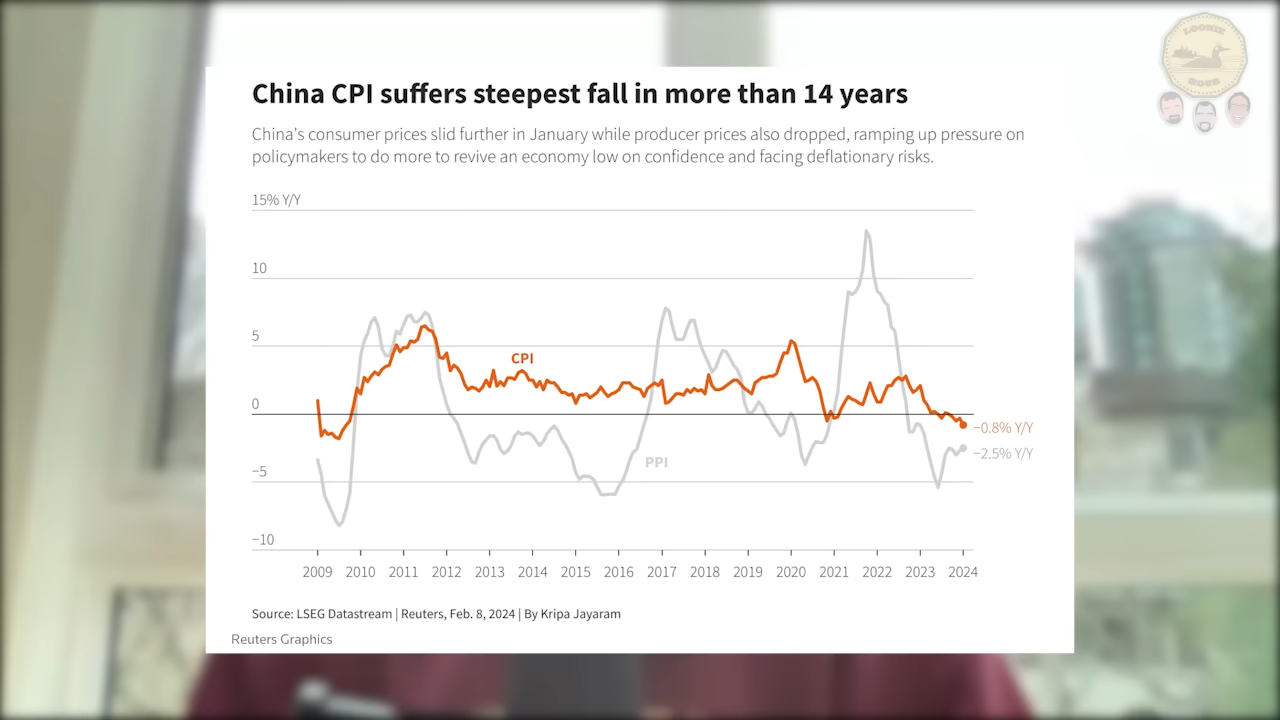 LOONIE
HOUR
China CPI suffers steepest fall in more than 14 years
China's consumer prices slid further in January while producer prices also dropped, ramping up pressure on
policymakers to do more to revive an economy low on confidence and facing deflationary risks.
15% Y/Y
10
5
CPI
0
−0.8% Y/Y
−2.5% Y/Y
PPI
−5
−10
2009 2010 2011 2012 2013 2014 2015 2016 2017 2018 2019 2020 2021 2022 2023 2024
Source: LSEG Datastream | Reuters, Feb. 8, 2024 | By Kripa Jayaram
Reuters Graphics